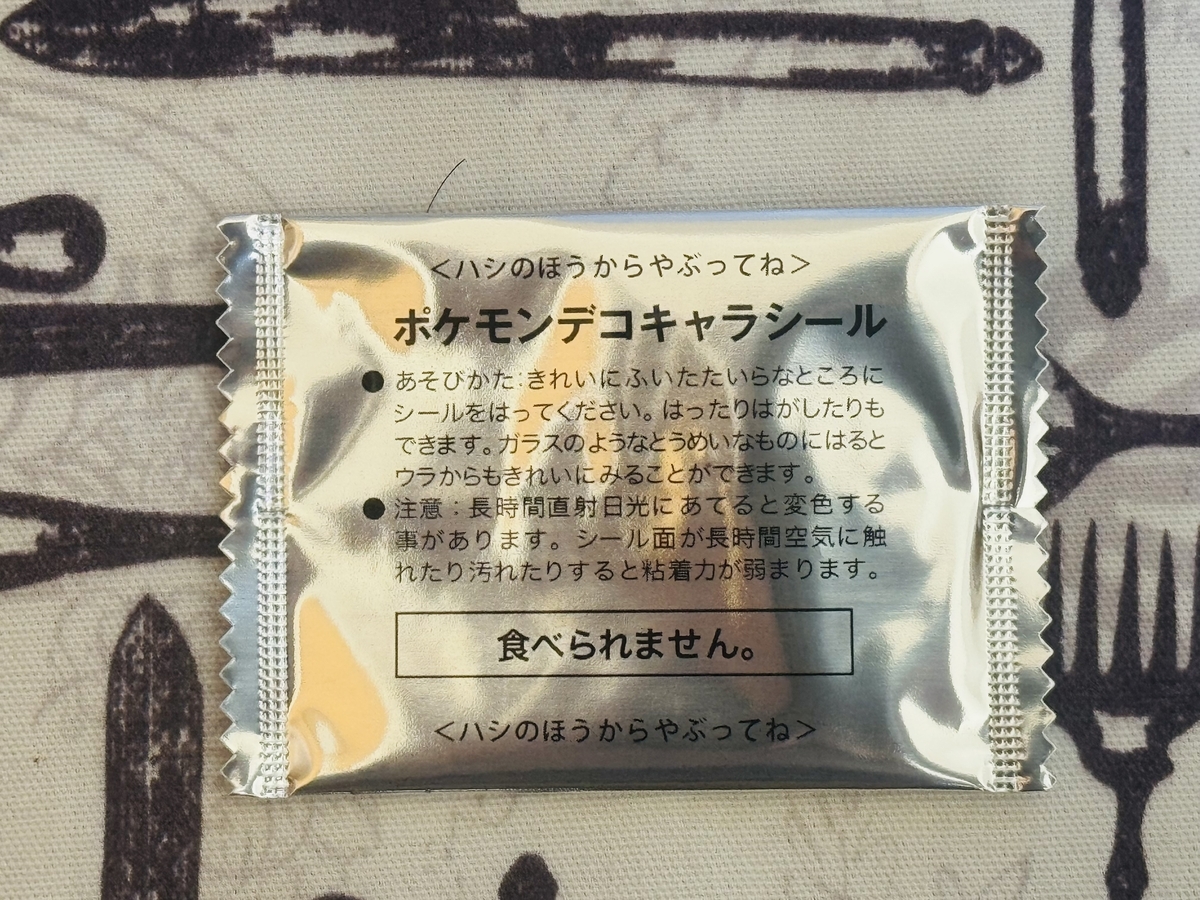 ＜ハシのほうからやぶってね＞
ポケモンデコキャラシール
●あそびかた：きれいにふいたたいらなところに
シールをはってください。はったりはがしたりも
できます。ガラスのようなとうめいなものにはると
ウラからもきれいにみることができます。
●注意：長時間直射日光にあてると変色する
事があります。シール面が長時間空気に触
れたり汚れたりすると粘着力が弱まります。
食べられません。
＜ハシのほうからやぶってね＞